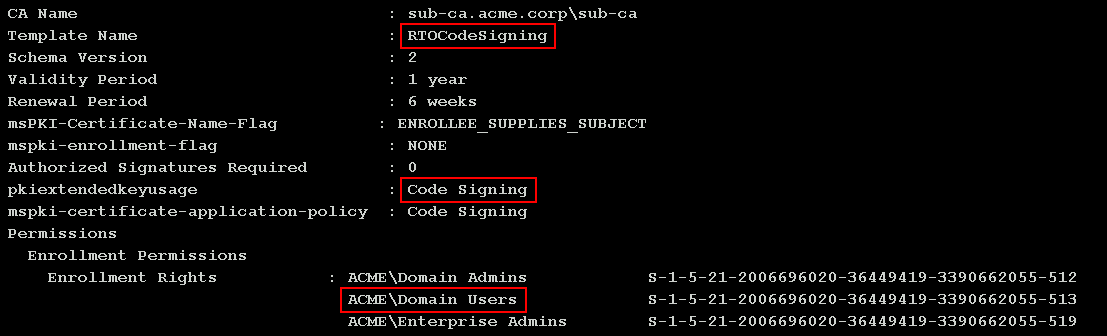 CA Name : sub-ca.acme.corp\sub-ca
Template Name : RTOCodeSigning
Schema Version : 2
Validity Period : 1 year
Renewal Period : 6 weeks
msPKI-Certificate-Name-Flag : ENROLLEE_SUPPLIES_SUBJECT
mspki-enrollment-flag : NONE
Authorized Signatures Required : 0
pkiextendedkeyusage : Code Signing
mspki-certificate-application-policy : Code Signing
Permissions
Enrollment Permissions
Enrollment Rights : ACME\Domain Admins S-1-5-21-2006696020-36449419-3390662055-512
ACME\Domain Users S-1-5-21-2006696020-36449419-3390662055-513
ACME\Enterprise Admins S-1-5-21-2006696020-36449419-3390662055-519